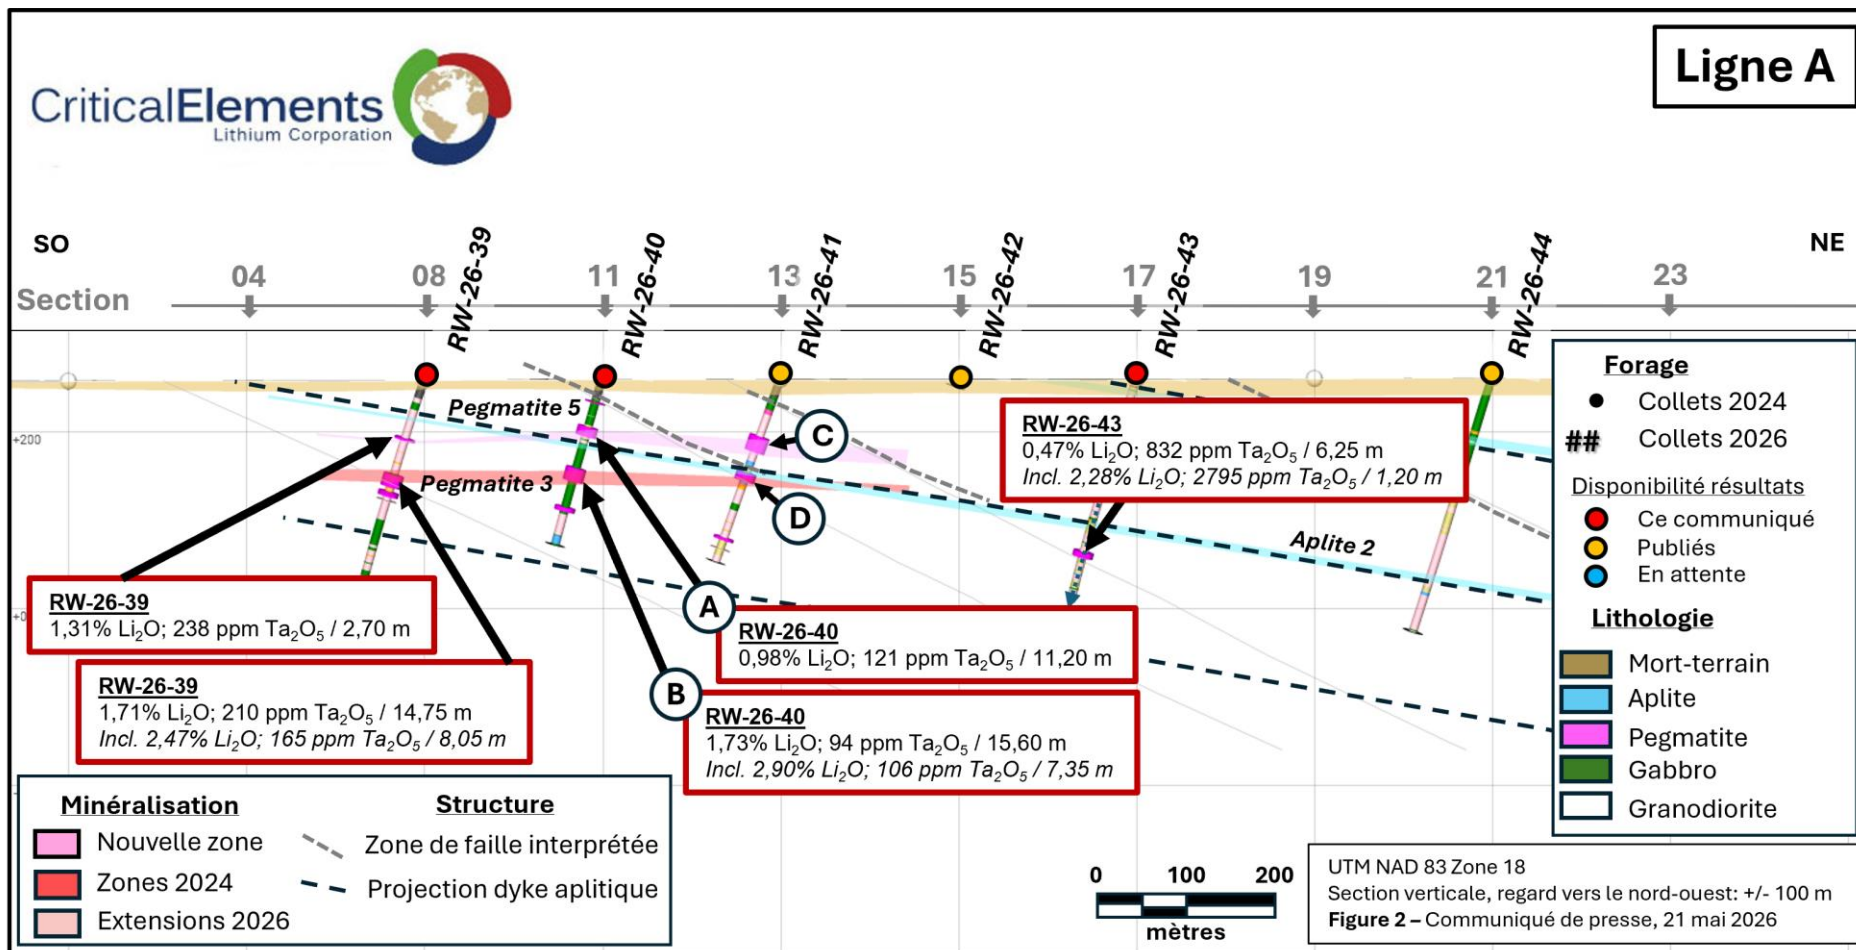 CriticalElements
Lithium Corporation
Ligne A
SO
NE
Section
04
08
11
13
15
17
19
21
23
RW-26-39
RW-26-40
RW-26-41
RW-26-42
RW-26-43
RW-26-44
+200
Pegmatite 5
Pegmatite 3
Aplite 2
A
B
C
D
RW-26-43
0,47% Li₂O; 832 ppm Ta₂O₅ / 6,25 m
Incl. 2,28% Li₂O; 2795 ppm Ta₂O₅ / 1,20 m
RW-26-39
1,31% Li₂O; 238 ppm Ta₂O₅ / 2,70 m
RW-26-39
1,71% Li₂O; 210 ppm Ta₂O₅ / 14,75 m
Incl. 2,47% Li₂O; 165 ppm Ta₂O₅ / 8,05 m
RW-26-40
0,98% Li₂O; 121 ppm Ta₂O₅ / 11,20 m
RW-26-40
1,73% Li₂O; 94 ppm Ta₂O₅ / 15,60 m
Incl. 2,90% Li₂O; 106 ppm Ta₂O₅ / 7,35 m
Forage
Collets 2024
## Collets 2026
Disponibilité résultats
Ce communiqué
Publiés
En attente
Lithologie
Mort-terrain
Aplite
Pegmatite
Gabbro
Granodiorite
Minéralisation
Nouvelle zone
Zones 2024
Extensions 2026
Structure
Zone de faille interprétée
Projection dyke aplitique
0 100 200
mètres
UTM NAD 83 Zone 18
Section verticale, regard vers le nord-ouest: +/- 100 m
Figure 2 – Communiqué de presse, 21 mai 2026